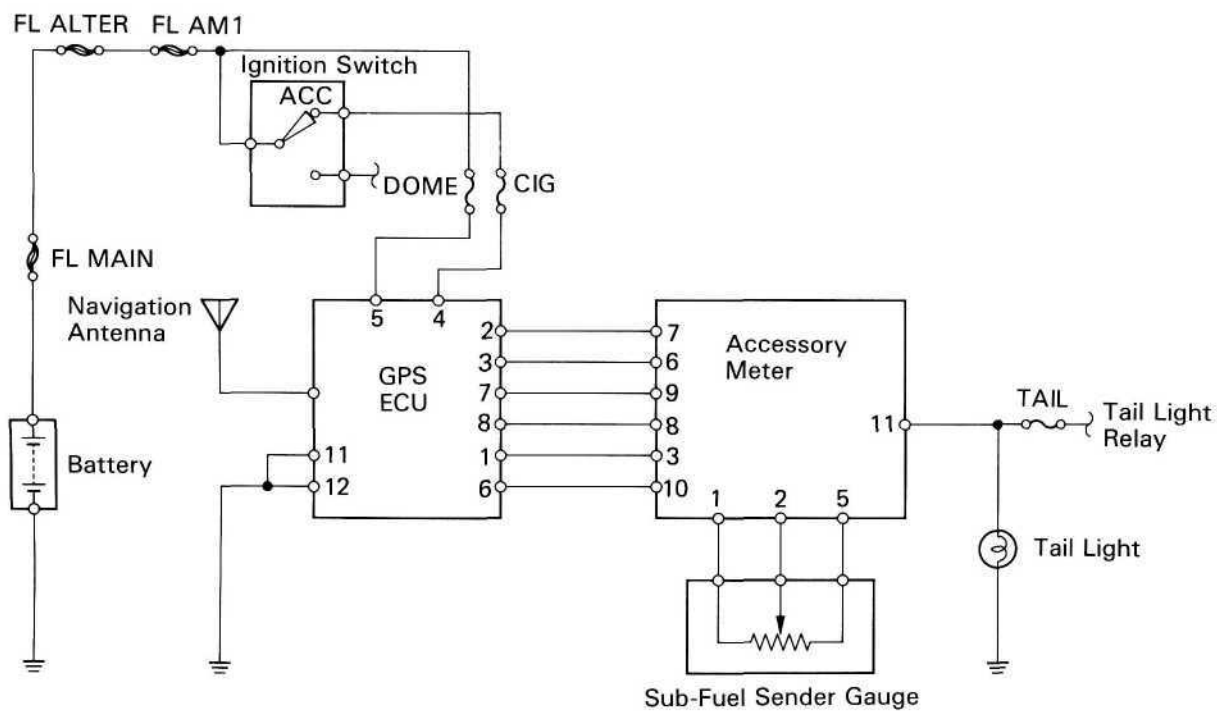 FL ALTER
FL AM1
Ignition Switch
ACC
DOME
CIG
FL MAIN
Navigation
Antenna
5
4
2
7
3
6
GPS
ECU
Accessory
Meter
7
9
8
8
11
TAIL
Tail Light
Relay
Battery
11
1
3
12
6
10
1
2
5
Tail Light
Sub-Fuel Sender Gauge